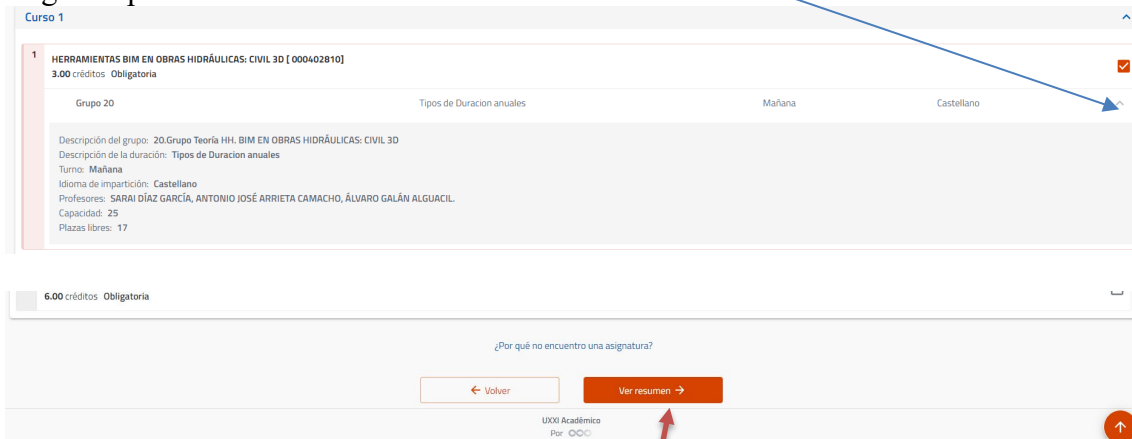 Curso 1
1 HERRAMIENTAS BIM EN OBRAS HIDRÁULICAS: CIVIL 3D [ 000402810]
3.00 créditos Obligatoria
Grupo 20 Tipos de Duracion anuales Mañana Castellano
Descripción del grupo: 20.Grupo Teoría HH. BIM EN OBRAS HIDRÁULICAS: CIVIL 3D
Descripción de la duración: Tipos de Duracion anuales
Turno: Mañana
Idioma de impartición: Castellano
Profesores: SARAI DÍAZ GARCÍA, ANTONIO JOSÉ ARRIETA CAMACHO, ÁLVARO GALÁN ALGUACIL.
Capacidad: 25
Plazas libres: 17
6.00 créditos Obligatoria
¿Por qué no encuentro una asignatura?
← Volver Ver resumen →
UXXI Académico
Por